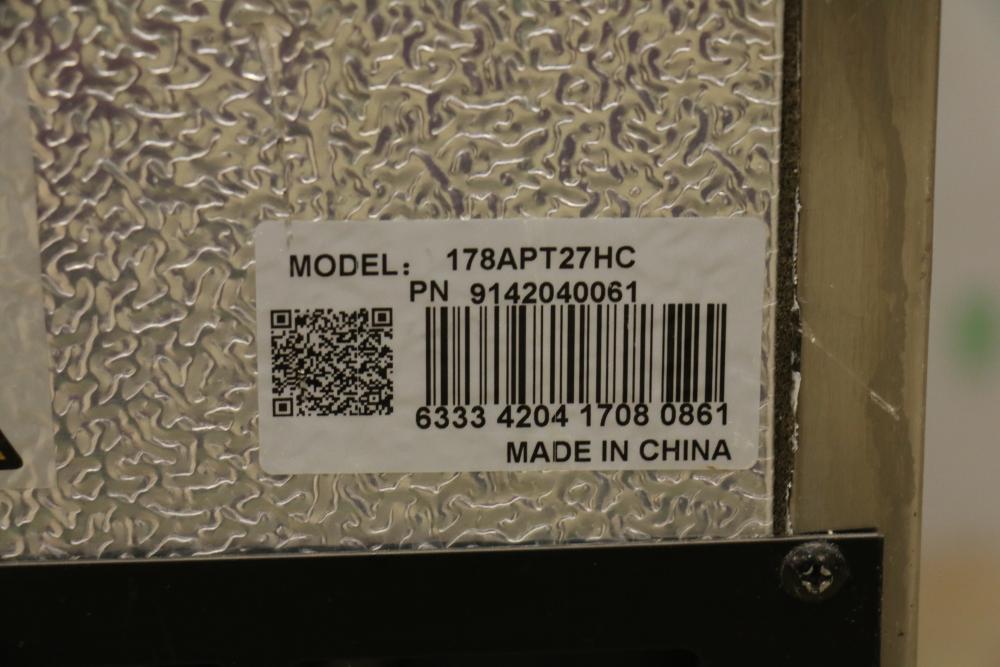 MODEL: 178APT27HC
PN 9142040061
6333 4204 1708 0861
MADE IN CHINA